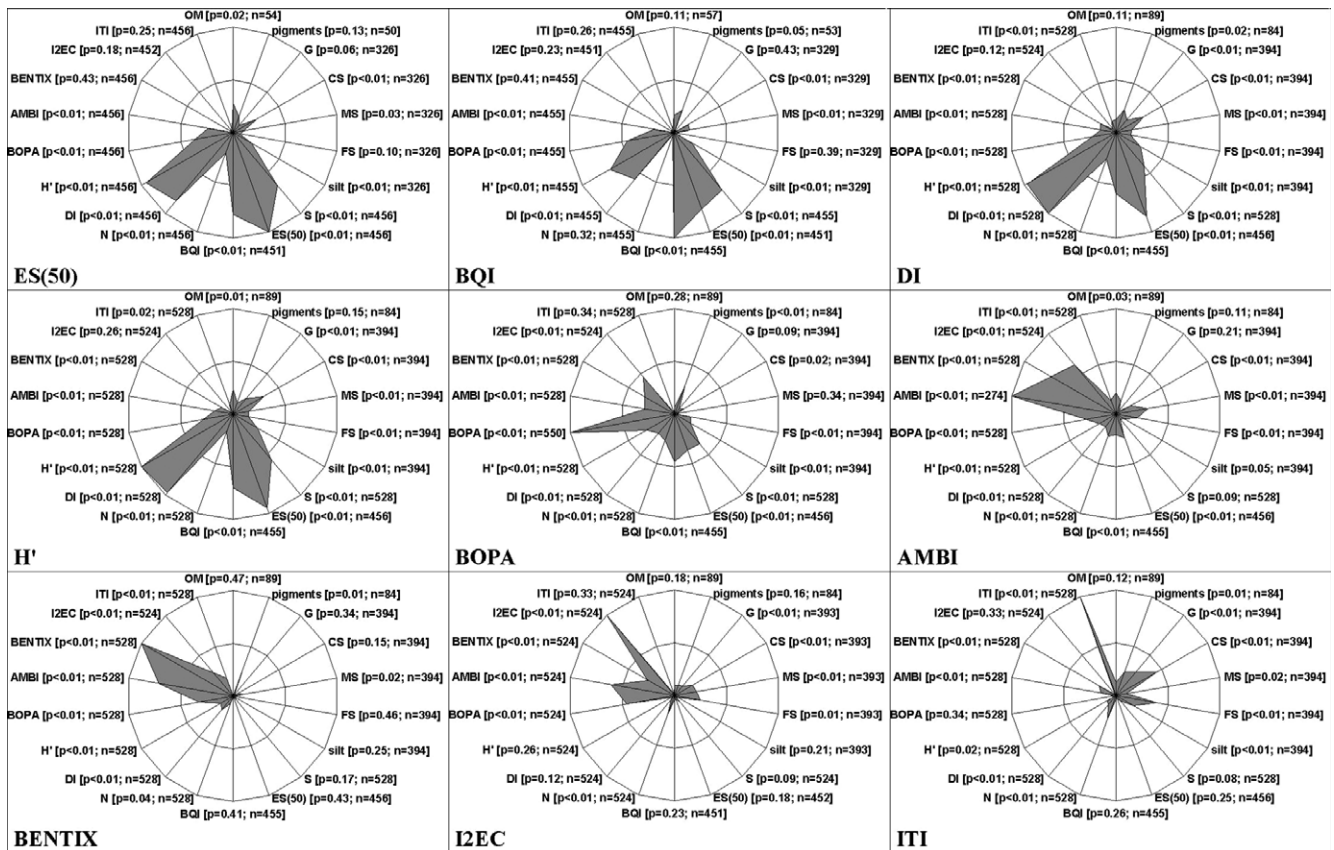 OM [p=0.02; n=54]
ITI [p=0.25; n=456]
pigments [p=0.13; n=50]
I2EC [p=0.18; n=452]
G [p=0.06; n=326]
BENTIX [p=0.43; n=456]
CS [p<0.01; n=326]
AMBI [p<0.01; n=456]
MS [p=0.03; n=326]
BOPA [p<0.01; n=456]
FS [p=0.10; n=326]
H' [p<0.01; n=456]
silt [p<0.01; n=326]
DI [p<0.01; n=456]
S [p<0.01; n=456]
N [p<0.01; n=456]
ES(50) [p<0.01; n=456]
BQI [p<0.01; n=451]
ES(50)
OM [p=0.11; n=57]
ITI [p=0.26; n=455]
pigments [p=0.05; n=53]
I2EC [p=0.23; n=451]
G [p=0.43; n=329]
BENTIX [p=0.41; n=455]
CS [p<0.01; n=329]
AMBI [p<0.01; n=455]
MS [p<0.01; n=329]
BOPA [p<0.01; n=455]
FS [p=0.39; n=329]
H' [p<0.01; n=455]
silt [p<0.01; n=329]
DI [p<0.01; n=455]
S [p<0.01; n=455]
N [p=0.32; n=455]
ES(50) [p<0.01; n=451]
BQI [p<0.01; n=455]
BQI
OM [p=0.11; n=89]
ITI [p<0.01; n=528]
pigments [p=0.02; n=84]
I2EC [p=0.12; n=524]
G [p<0.01; n=394]
BENTIX [p<0.01; n=528]
CS [p<0.01; n=394]
AMBI [p<0.01; n=528]
MS [p<0.01; n=394]
BOPA [p<0.01; n=528]
FS [p<0.01; n=394]
H' [p<0.01; n=528]
silt [p<0.01; n=394]
DI [p<0.01; n=528]
S [p<0.01; n=528]
N [p<0.01; n=528]
ES(50) [p<0.01; n=456]
BQI [p<0.01; n=455]
DI
OM [p=0.01; n=89]
ITI [p=0.02; n=528]
pigments [p=0.15; n=84]
I2EC [p=0.26; n=524]
G [p<0.01; n=394]
BENTIX [p<0.01; n=528]
CS [p<0.01; n=394]
AMBI [p<0.01; n=528]
MS [p<0.01; n=394]
BOPA [p<0.01; n=528]
FS [p<0.01; n=394]
H' [p<0.01; n=528]
silt [p<0.01; n=394]
DI [p<0.01; n=528]
S [p<0.01; n=528]
N [p<0.01; n=528]
ES(50) [p<0.01; n=456]
BQI [p<0.01; n=455]
H'
OM [p=0.28; n=89]
ITI [p=0.34; n=528]
pigments [p<0.01; n=84]
I2EC [p<0.01; n=524]
G [p=0.09; n=394]
BENTIX [p<0.01; n=528]
CS [p=0.02; n=394]
AMBI [p<0.01; n=528]
MS [p=0.34; n=394]
BOPA [p<0.01; n=550]
FS [p<0.01; n=394]
H' [p<0.01; n=528]
silt [p<0.01; n=394]
DI [p<0.01; n=528]
S [p<0.01; n=528]
N [p<0.01; n=528]
ES(50) [p<0.01; n=456]
BQI [p<0.01; n=455]
BOPA
OM [p=0.03; n=89]
ITI [p<0.01; n=528]
pigments [p=0.11; n=84]
I2EC [p<0.01; n=524]
G [p=0.21; n=394]
BENTIX [p<0.01; n=528]
CS [p<0.01; n=394]
AMBI [p<0.01; n=274]
MS [p<0.01; n=394]
BOPA [p<0.01; n=528]
FS [p<0.01; n=394]
H' [p<0.01; n=528]
silt [p=0.05; n=394]
DI [p<0.01; n=528]
S [p=0.09; n=528]
N [p<0.01; n=528]
ES(50) [p<0.01; n=456]
BQI [p<0.01; n=455]
AMBI
OM [p=0.47; n=89]
ITI [p<0.01; n=528]
pigments [p=0.01; n=84]
I2EC [p<0.01; n=524]
G [p=0.34; n=394]
BENTIX [p<0.01; n=528]
CS [p=0.15; n=394]
AMBI [p<0.01; n=528]
MS [p=0.02; n=394]
BOPA [p<0.01; n=528]
FS [p=0.46; n=394]
H' [p<0.01; n=528]
silt [p=0.25; n=394]
DI [p<0.01; n=528]
S [p=0.17; n=528]
N [p=0.04; n=528]
ES(50) [p=0.43; n=456]
BQI [p=0.41; n=455]
BENTIX
OM [p=0.18; n=89]
ITI [p=0.33; n=524]
pigments [p=0.16; n=84]
I2EC [p<0.01; n=524]
G [p<0.01; n=393]
BENTIX [p<0.01; n=524]
CS [p<0.01; n=393]
AMBI [p<0.01; n=524]
MS [p<0.01; n=393]
BOPA [p<0.01; n=524]
FS [p=0.01; n=393]
H' [p=0.26; n=524]
silt [p=0.21; n=393]
DI [p=0.12; n=524]
S [p=0.09; n=524]
N [p<0.01; n=524]
ES(50) [p=0.18; n=452]
BQI [p=0.23; n=451]
I2EC
OM [p=0.12; n=89]
ITI [p<0.01; n=528]
pigments [p=0.01; n=84]
I2EC [p=0.33; n=524]
G [p<0.01; n=394]
BENTIX [p<0.01; n=528]
CS [p<0.01; n=394]
AMBI [p<0.01; n=528]
MS [p=0.02; n=394]
BOPA [p=0.34; n=528]
FS [p<0.01; n=394]
H' [p=0.02; n=528]
silt [p<0.01; n=394]
DI [p<0.01; n=528]
S [p=0.08; n=528]
N [p<0.01; n=528]
ES(50) [p=0.25; n=456]
BQI [p=0.26; n=455]
ITI